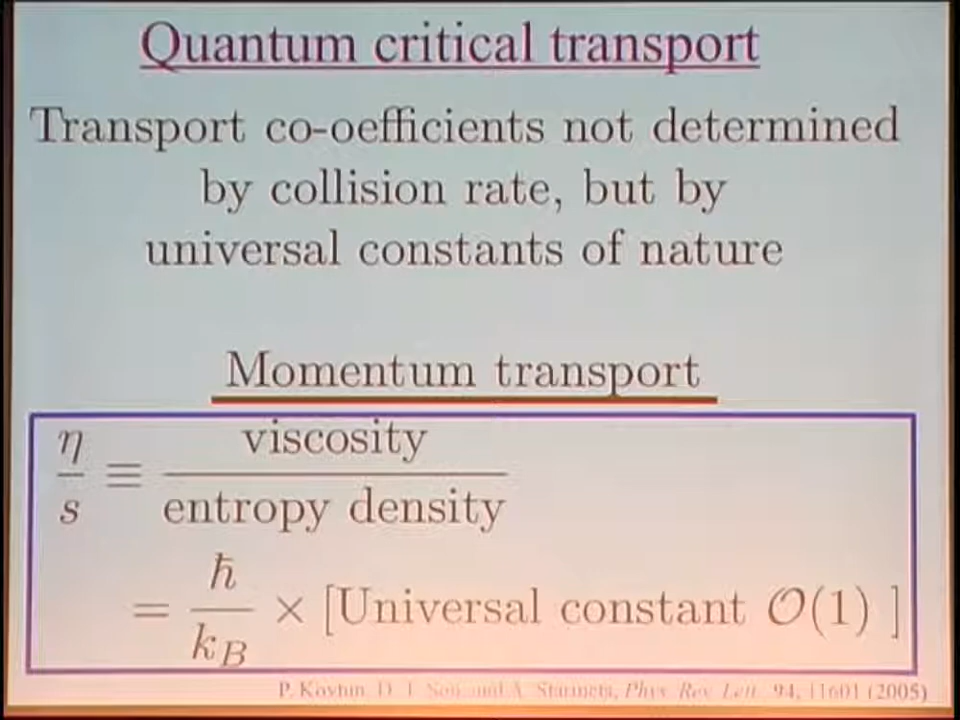 Quantum critical transport
Transport co-oefficients not determined
by collision rate, but by
universal constants of nature
Momentum transport
η/s ≡ viscosity/entropy density
= ℏ/k_B × [Universal constant 𝒪(1) ]
P. Kovtun, D. T. Son, and A. Starinets, Phys. Rev. Lett. 94, 11601 (2005)